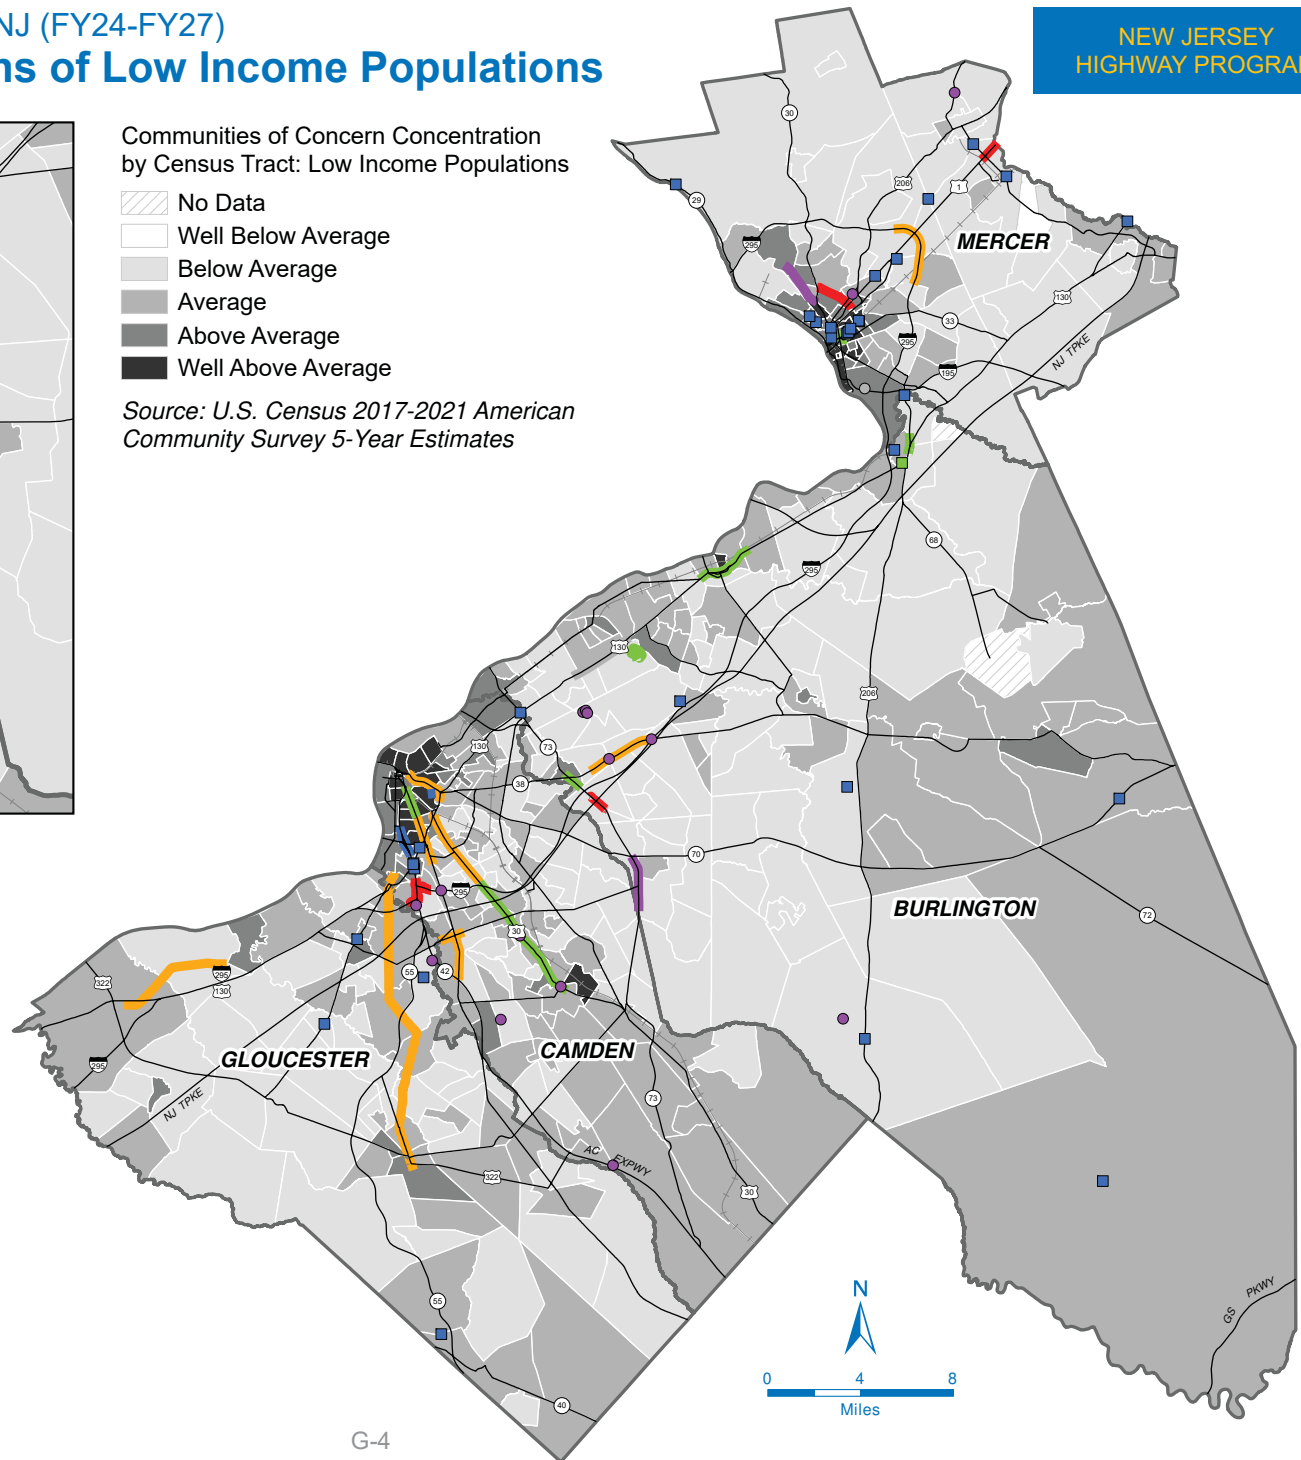 NJ (FY24-FY27)
ns of Low Income Populations
NEW JERSEY
HIGHWAY PROGRA
Communities of Concern Concentration
by Census Tract: Low Income Populations
No Data
Well Below Average
Below Average
Average
Above Average
Well Above Average
Source: U.S. Census 2017-2021 American
Community Survey 5-Year Estimates
30
206
1
29
295
MERCER
130
33
295
NJ TPKE
195
68
295
130
206
73
130
38
70
295
BURLINGTON
72
30
55
42
322
295
130
GLOUCESTER
CAMDEN
295
73
NJ TPKE
AC EXPWY
322
30
N
GS PKWY
55
0 4 8
Miles
40
G-4